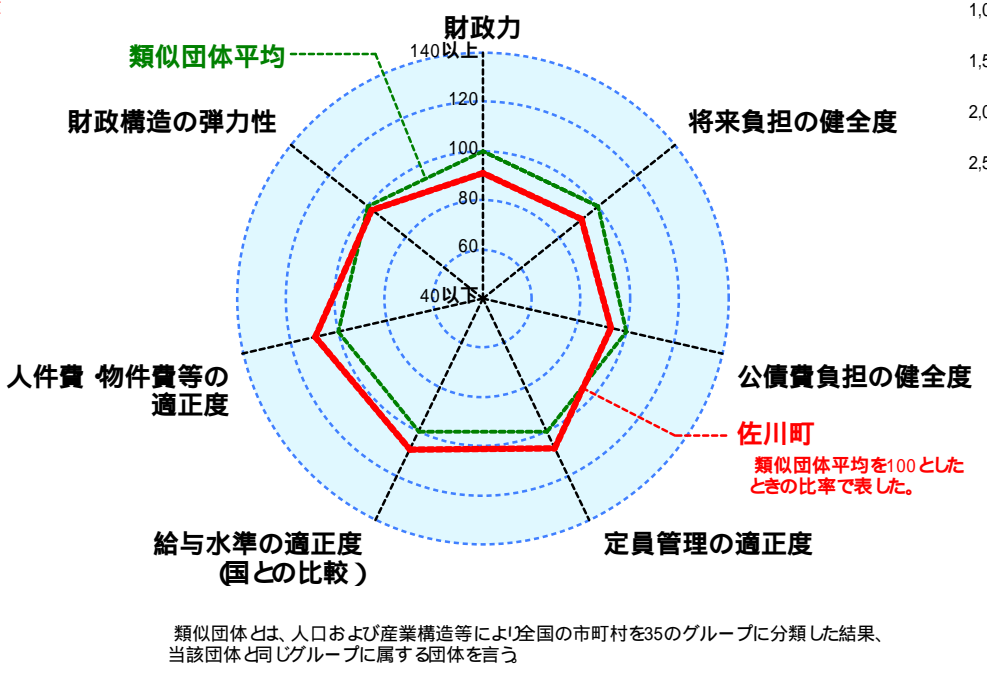 財政力
類似団体平均
140以上
120
100
80
60
40以下
財政構造の弾力性
将来負担の健全度
人件費・物件費等の
適正度
公債費負担の健全度
佐川町
類似団体平均を100とした
ときの比率で表した。
給与水準の適正度
(国との比較)
定員管理の適正度
類似団体とは、人口および産業構造等により全国の市町村を35のグループに分類した結果、
当該団体と同じグループに属する団体を言う。